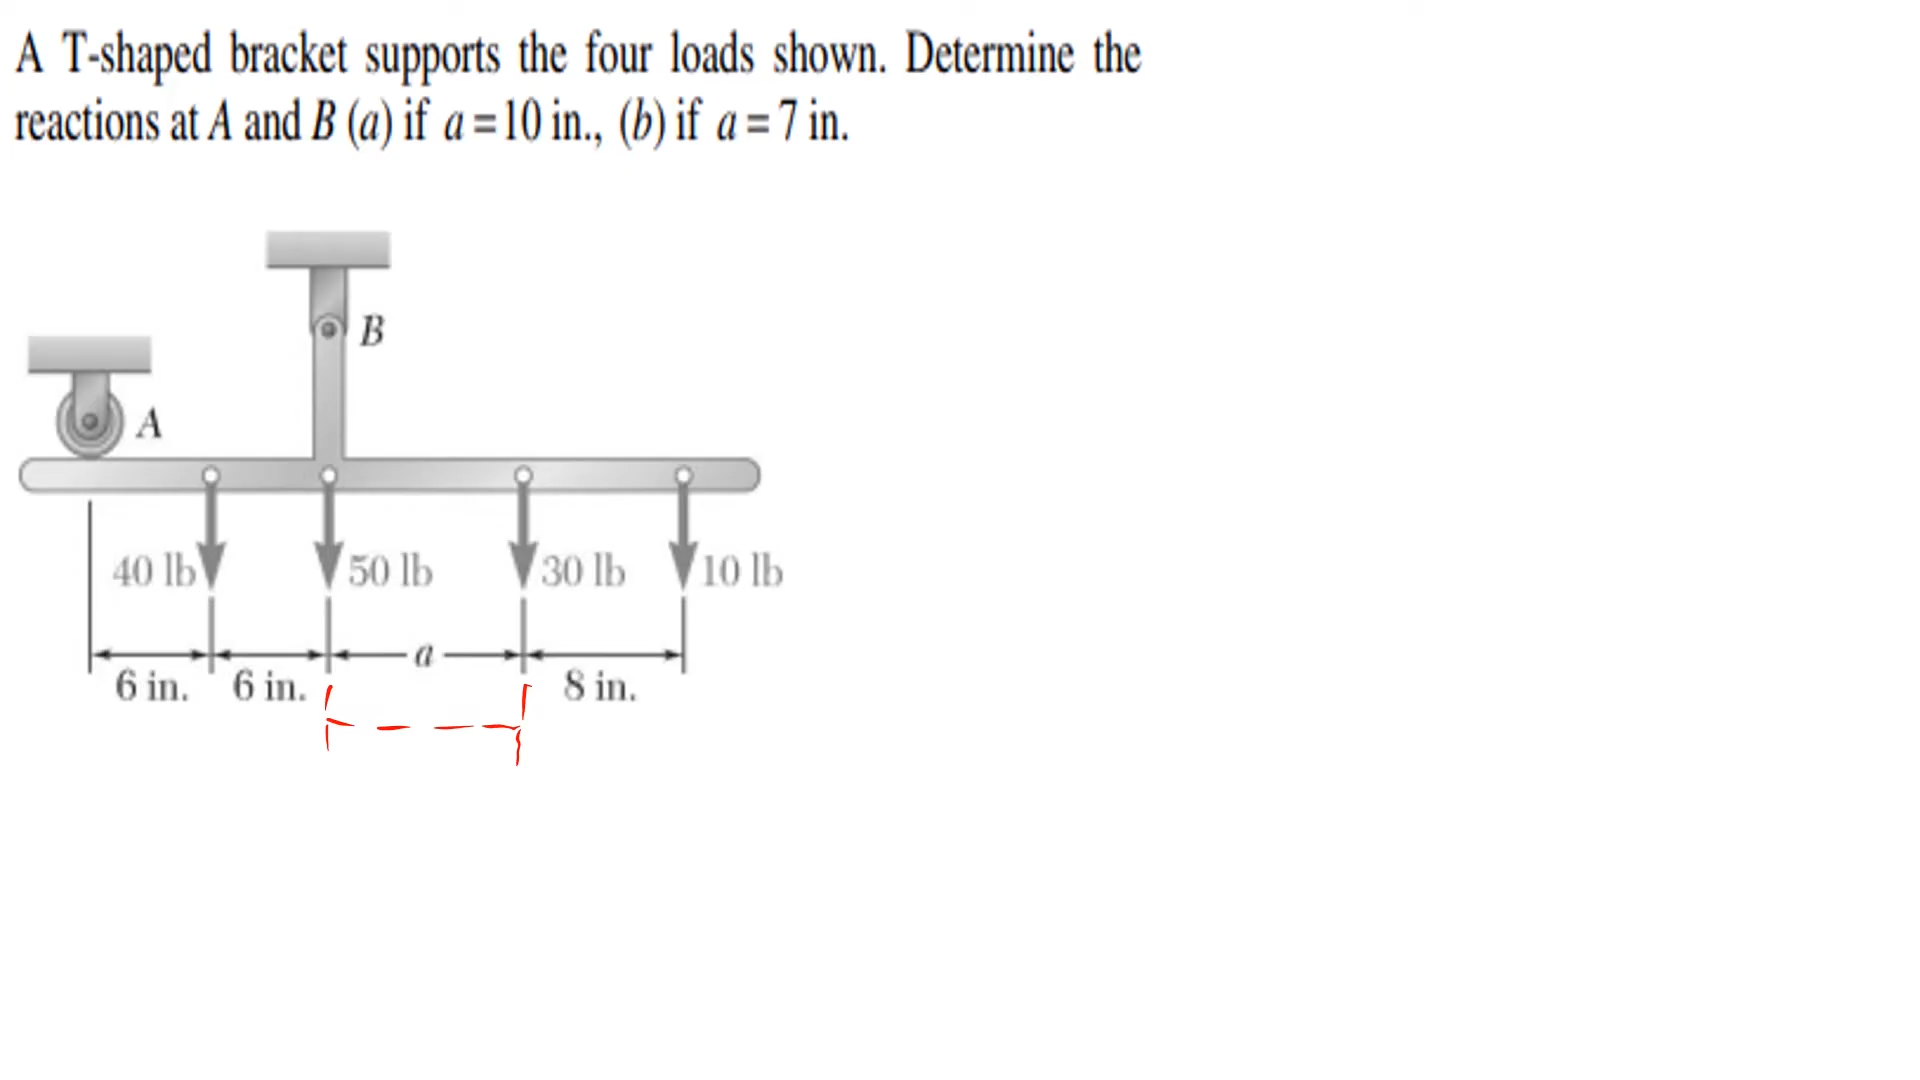 A T-shaped bracket supports the four loads shown. Determine the
reactions at A and B (a) if a = 10 in., (b) if a = 7 in.
B
A
40 lb 50 lb 30 lb 10 lb
a
6 in. 6 in. 8 in.